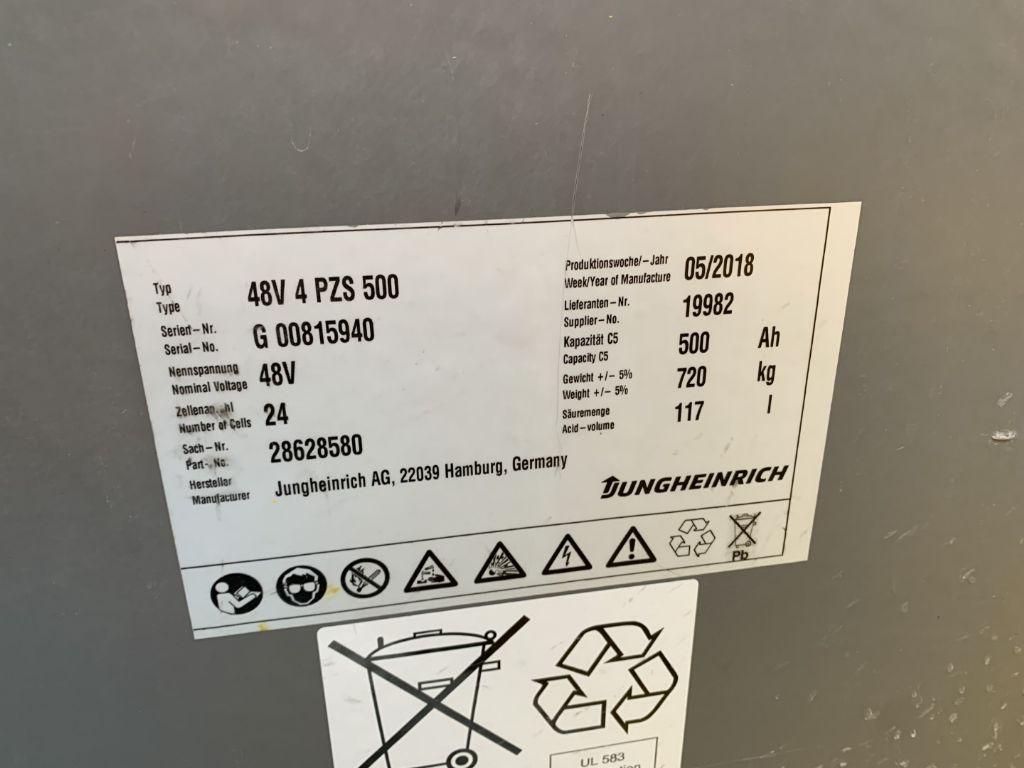 Typ
Type
48V 4 PZS 500
Serien-Nr.
Serial-No.
G 00815940
Nennspannung
Nominal Voltage
48V
Number of Cells
24
Sach-Nr.
Part-No.
28628580
Hersteller
Manufacturer
Jungheinrich AG, 22039 Hamburg, Germany
Produktionswoche/-Jahr
Week/Year of Manufacture
05/2018
Lieferanten-Nr.
Supplier-No.
19982
Kapazität C5
Capacity C5
500 Ah
Gewicht +/- 5%
Weight +/- 5%
720 kg
Säuremenge
Acid-volume
117 l
JUNGHEINRICH
Pb
UL 583